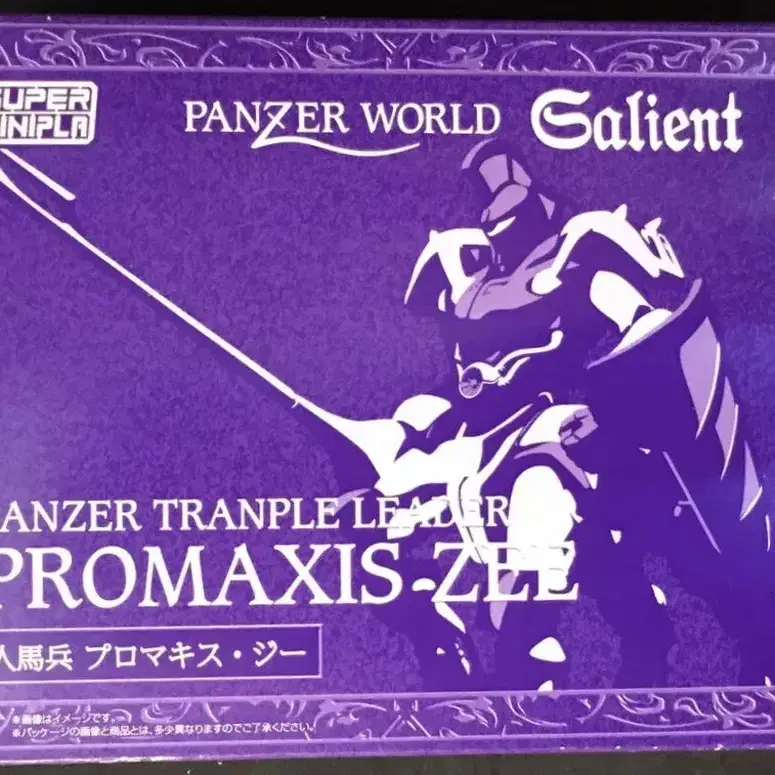 SUPER
MINIPLA
PANZER WORLD Galient
PANZER TRANPLE LEADER
PROMAXIS-ZEE
人馬兵 プロマキス・ジー
※画像はイメージです。
※パッケージの画像と商品とは、多少異なりますのでご了承ください。